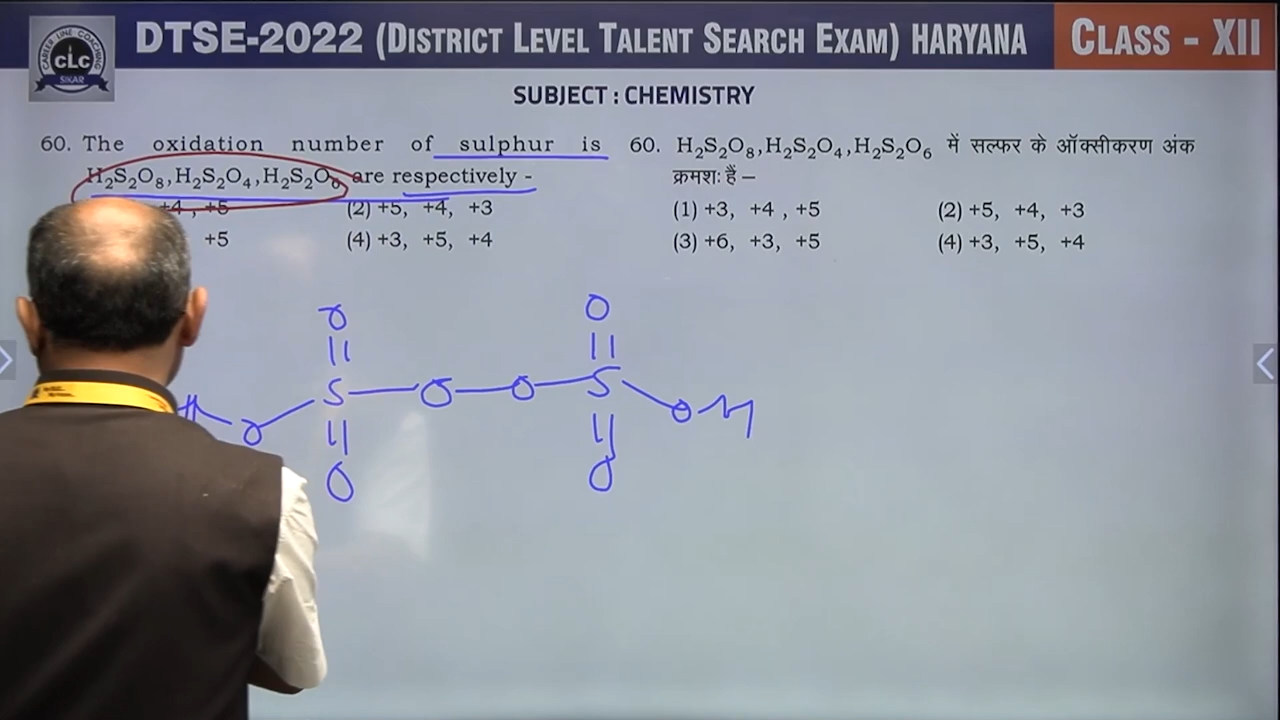 DTSE-2022 (DISTRICT LEVEL TALENT SEARCH EXAM) HARYANA
CLASS - XII
CAREER LINE COACHING
CLC
SIKAR
SUBJECT : CHEMISTRY
60. The oxidation number of sulphur is
H₂S₂O₈, H₂S₂O₄, H₂S₂O₆ are respectively -
+4 , +5 (2) +5, +4, +3
+5 (4) +3, +5, +4
60. H₂S₂O₈, H₂S₂O₄, H₂S₂O₆ में सल्फर के ऑक्सीकरण अंक
क्रमशः हैं –
(1) +3, +4 , +5 (2) +5, +4, +3
(3) +6, +3, +5 (4) +3, +5, +4
O O
|| ||
H O S O O S O H
|| ||
O O